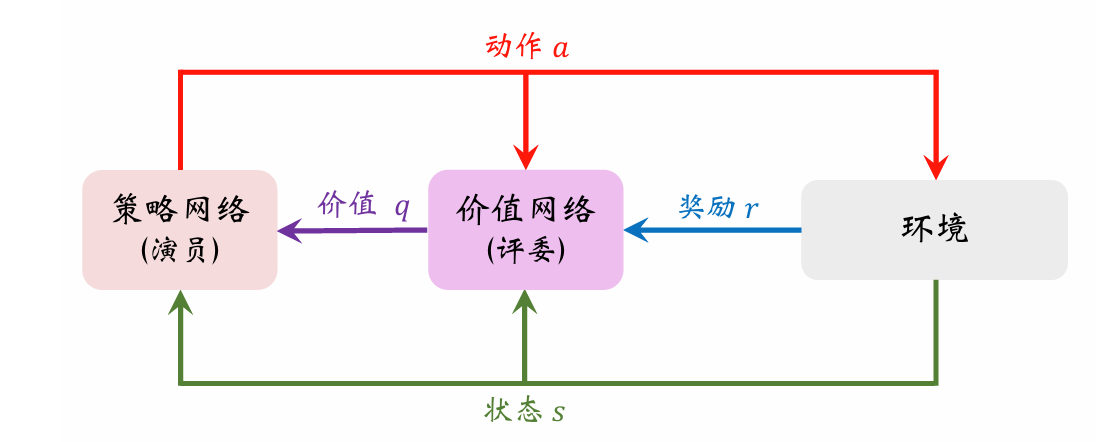 动作 a
策略网络
(演员)
价值 q
价值网络
(评委)
奖励 r
环境
状态 s